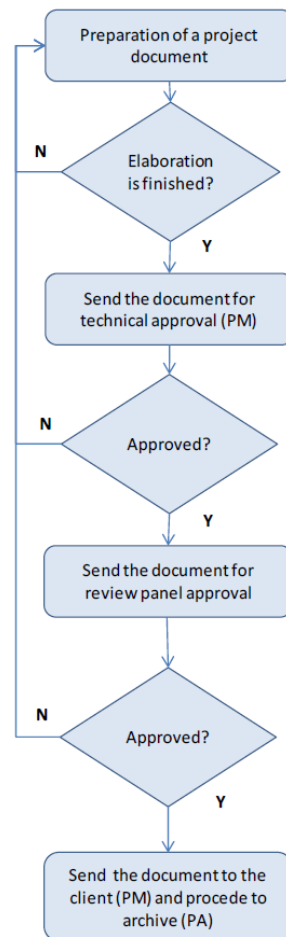 Preparation of a project
document
N
Elaboration
is finished?
Y
Send the document for
technical approval (PM)
N
Approved?
Y
Send the document for
review panel approval
N
Approved?
Y
Send the document to the
client (PM) and procede to
archive (PA)